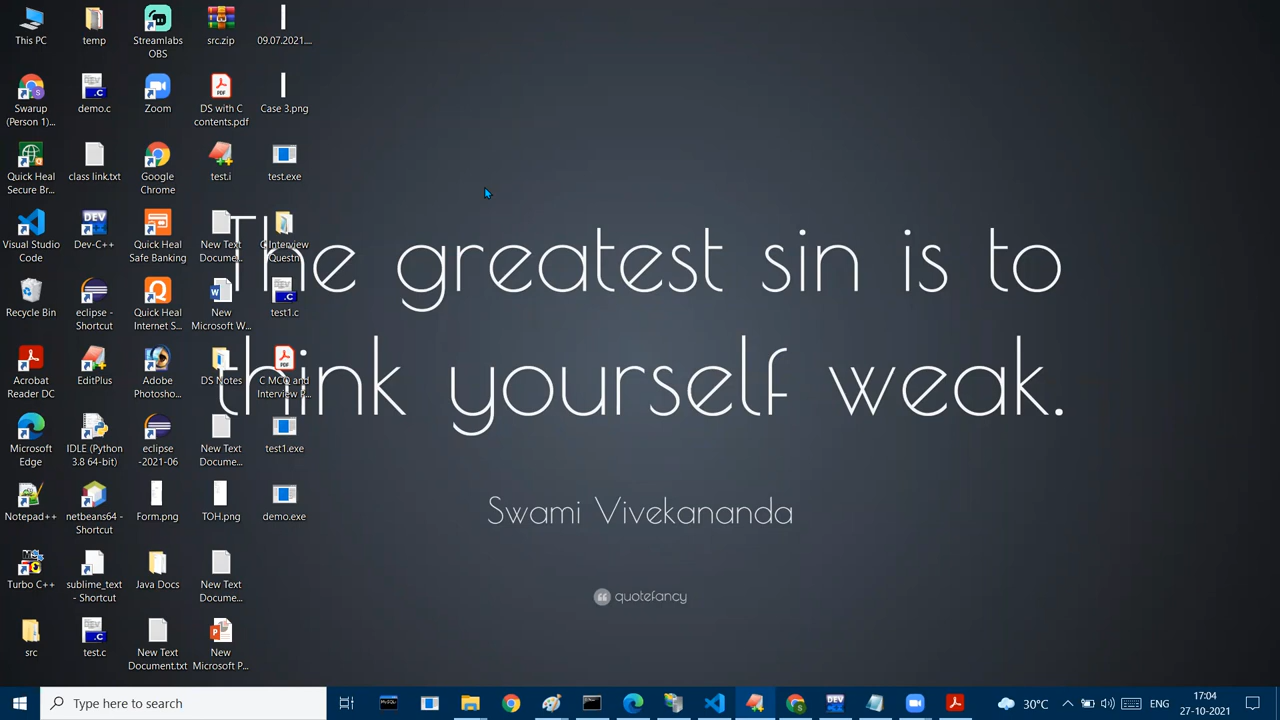 This PC
temp
Streamlabs
OBS
src.zip
09.07.2021....
Swarup
(Person 1)...
demo.c
Zoom
DS with C
contents.pdf
Case 3.png
Quick Heal
Secure Br...
class link.txt
Google
Chrome
test.i
test.exe
Visual Studio
Code
Dev-C++
Quick Heal
Safe Banking
New Text
Docume...
C Interview
Questn
Recycle Bin
eclipse -
Shortcut
Quick Heal
Internet S...
New
Microsoft W...
test1.c
Acrobat
Reader DC
EditPlus
Adobe
Photosho...
DS Notes
C MCQ and
Interview P...
Microsoft
Edge
IDLE (Python
3.8 64-bit)
eclipse
-2021-06
New Text
Docume...
test1.exe
Notepad++
netbeans64 -
Shortcut
Form.png
TOH.png
demo.exe
Turbo C++
sublime_text
- Shortcut
Java Docs
New Text
Docume...
src
test.c
New Text
Document.txt
New
Microsoft P...
The greatest sin is to
think yourself weak.
Swami Vivekananda
quotefancy
Type here to search
30°C
ENG
17:04
27-10-2021